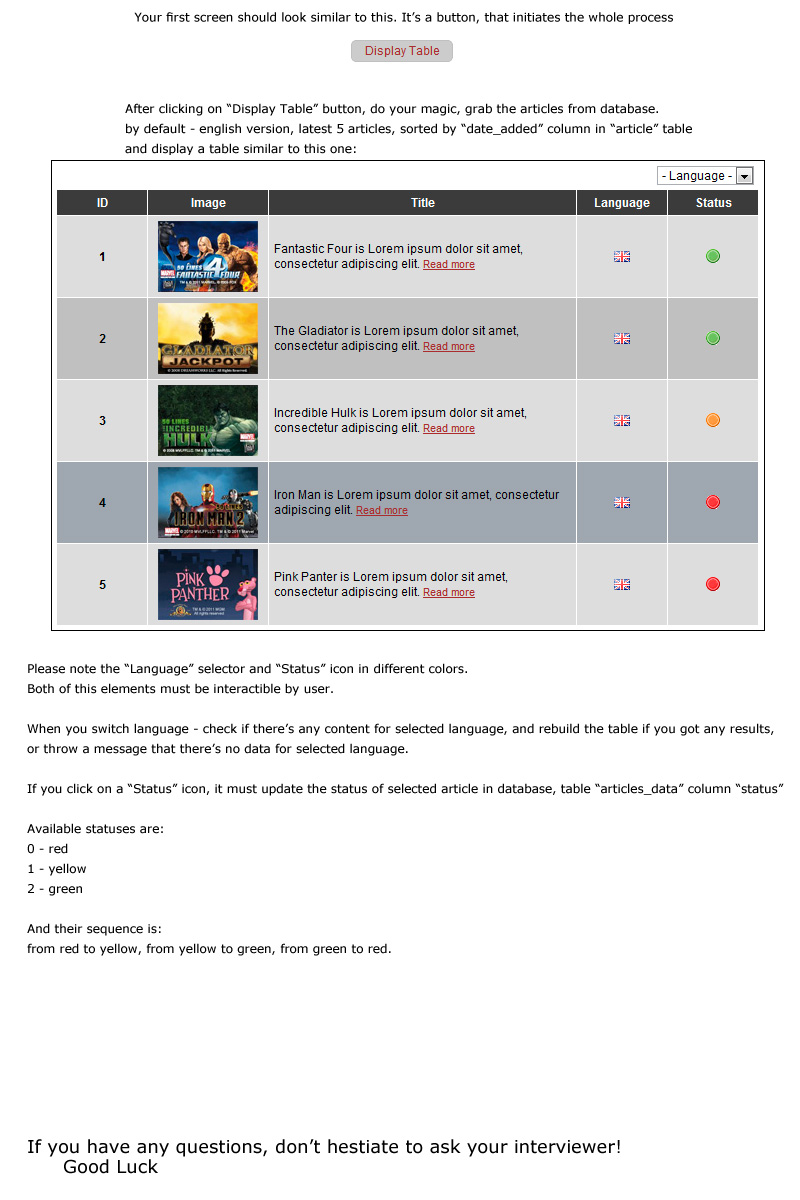 Your first screen should look similar to this. It's a button, that initiates the whole process
Display Table
After clicking on “Display Table” button, do your magic, grab the articles from database.
by default - english version, latest 5 articles, sorted by “date_added” column in “article” table
and display a table similar to this one:
- Language -
ID Image Title Language Status
1
50 LINES
FANTASTIC FOUR
Fantastic Four is Lorem ipsum dolor sit amet,
consectetur adipiscing elit. Read more
2
GLADIATOR
JACKPOT
The Gladiator is Lorem ipsum dolor sit amet,
consectetur adipiscing elit. Read more
3
50 LINES
INCREDIBLE
HULK
Incredible Hulk is Lorem ipsum dolor sit amet,
consectetur adipiscing elit. Read more
4
50 LINES
IRON MAN 2
Iron Man is Lorem ipsum dolor sit amet, consectetur
adipiscing elit. Read more
5
PINK
PANTHER
Pink Panter is Lorem ipsum dolor sit amet,
consectetur adipiscing elit. Read more
Please note the “Language” selector and “Status” icon in different colors.
Both of this elements must be interactible by user.
When you switch language - check if there's any content for selected language, and rebuild the table if you got any results,
or throw a message that there's no data for selected language.
If you click on a “Status” icon, it must update the status of selected article in database, table “articles_data” column “status”
Available statuses are:
0 - red
1 - yellow
2 - green
And their sequence is:
from red to yellow, from yellow to green, from green to red.
If you have any questions, don't hestiate to ask your interviewer!
Good Luck